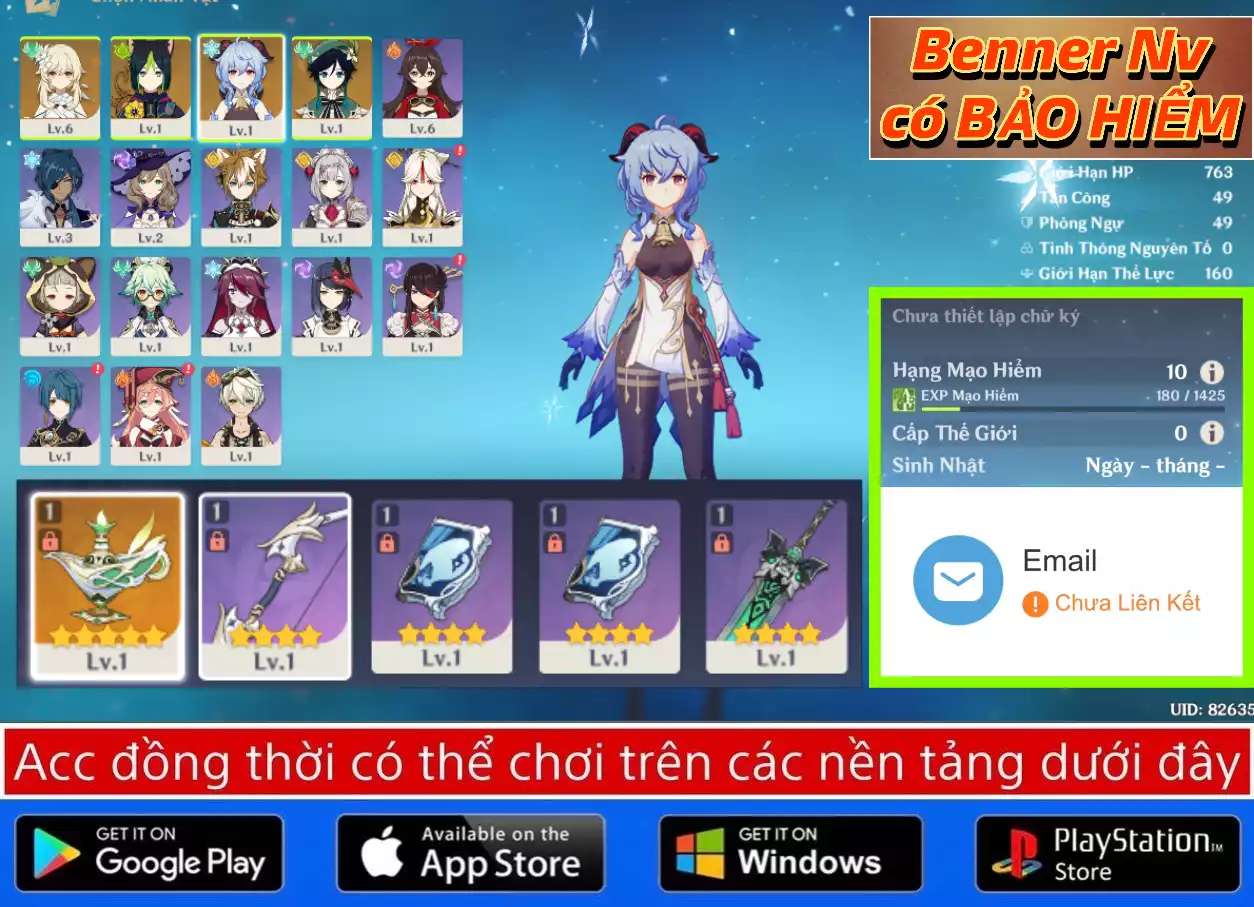 Chọn Nhân Vật
Benner Nv
có BẢO HIỂM
Lv.6
Lv.1
Lv.1
Lv.1
Lv.6
Lv.3
Lv.2
Lv.1
Lv.1
Lv.1
Lv.1
Lv.1
Lv.1
Lv.1
Lv.1
Lv.1
Lv.1
Lv.1
Giới Hạn HP 763
Tấn Công 49
Phòng Ngự 49
Tinh Thông Nguyên Tố 0
Giới Hạn Thể Lực 160
Chưa thiết lập chữ ký
Hạng Mạo Hiểm 10
EXP Mạo Hiểm 180 / 1425
Cấp Thế Giới 0
Sinh Nhật Ngày - tháng -
Email
Chưa Liên Kết
1
Lv.1
1
Lv.1
1
Lv.1
1
Lv.1
1
Lv.1
UID: 82635
Acc đồng thời có thể chơi trên các nền tảng dưới đây
GET IT ON
Google Play
Available on the
App Store
GET IT ON
Windows
PlayStation™
Store